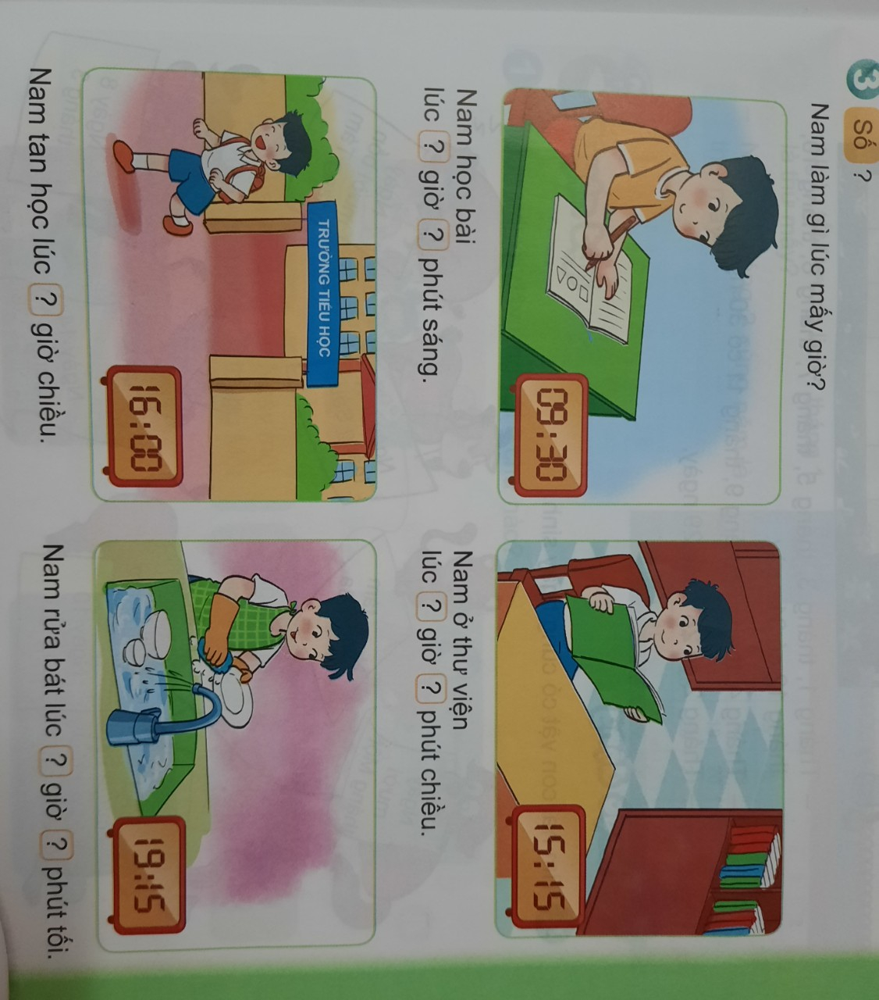 3 Số ?
Nam làm gì lúc mấy giờ?
09:30
Nam học bài
lúc ? giờ ? phút sáng.
15:15
Nam ở thư viện
lúc ? giờ ? phút chiều.
TRƯỜNG TIỂU HỌC
16:00
Nam tan học lúc ? giờ chiều.
19:15
Nam rửa bát lúc ? giờ ? phút tối.